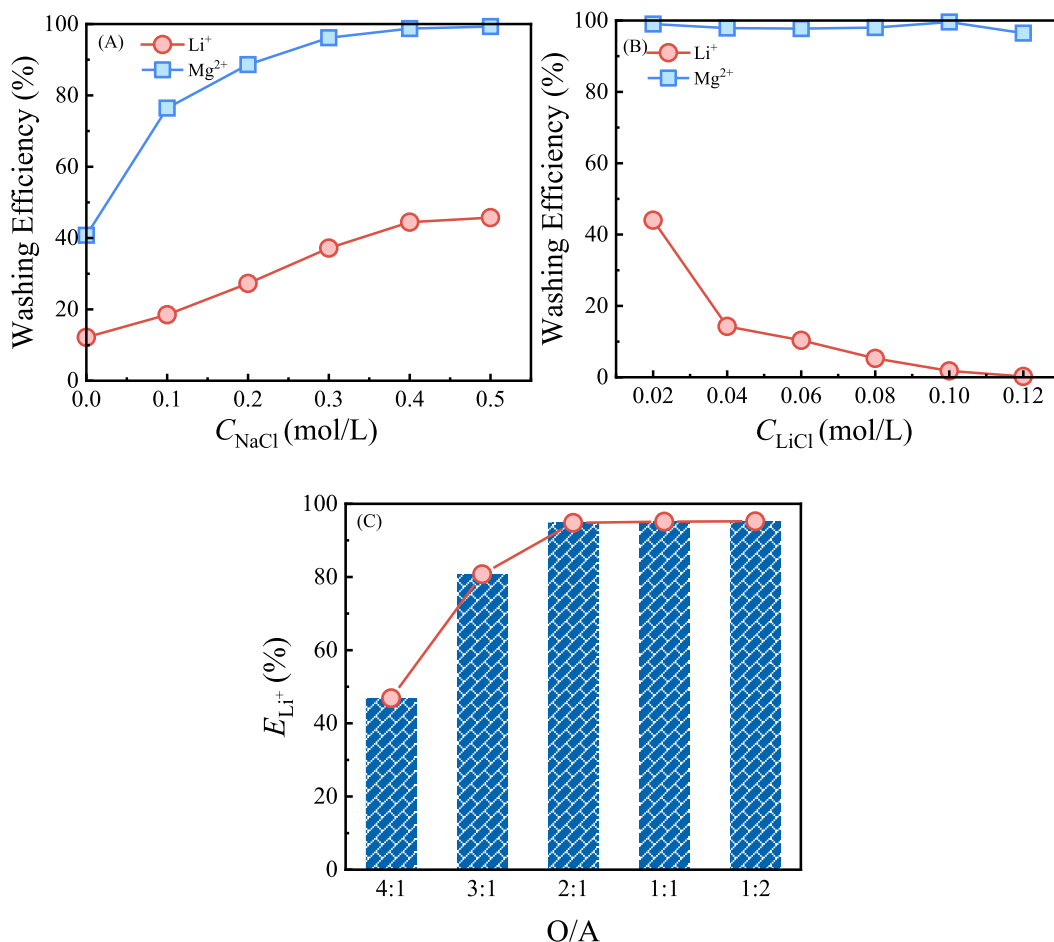 (A)
Li⁺
Mg²⁺
Washing Efficiency (%)
100
80
60
40
20
0
0.0 0.1 0.2 0.3 0.4 0.5
C_NaCl (mol/L)
(B)
Li⁺
Mg²⁺
Washing Efficiency (%)
100
80
60
40
20
0
0.02 0.04 0.06 0.08 0.10 0.12
C_LiCl (mol/L)
(C)
E_Li⁺ (%)
100
80
60
40
20
0
4:1 3:1 2:1 1:1 1:2
O/A